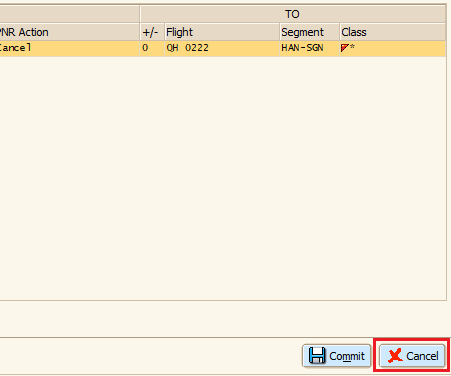 TO
PNR Action +/- Flight Segment Class
Cancel 0 QH 0222 HAN-SGN *
Commit Cancel